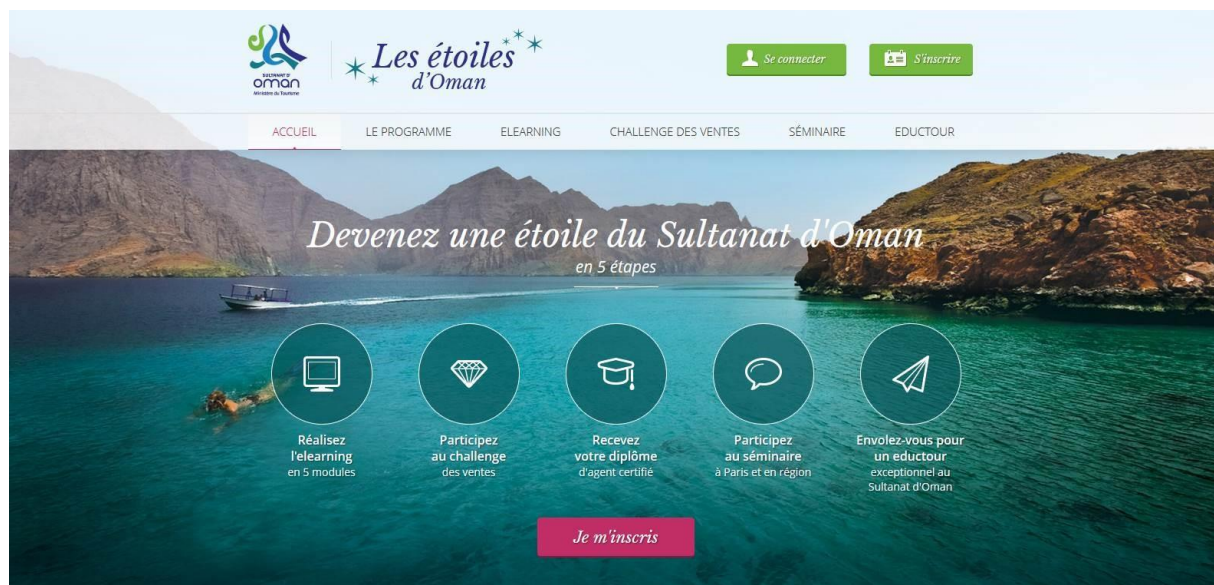 SULTANAT D'
oman
Ministère du Tourisme
Les étoiles
d'Oman
Se connecter
S'inscrire
ACCUEIL
LE PROGRAMME
ELEARNING
CHALLENGE DES VENTES
SÉMINAIRE
EDUCTOUR
Devenez une étoile du Sultanat d'Oman
en 5 étapes
Réalisez
l'elearning
en 5 modules
Participez
au challenge
des ventes
Recevez
votre diplôme
d'agent certifié
Participez
au séminaire
à Paris et en région
Envolez-vous pour
un eductour
exceptionnel au
Sultanat d'Oman
Je m'inscris